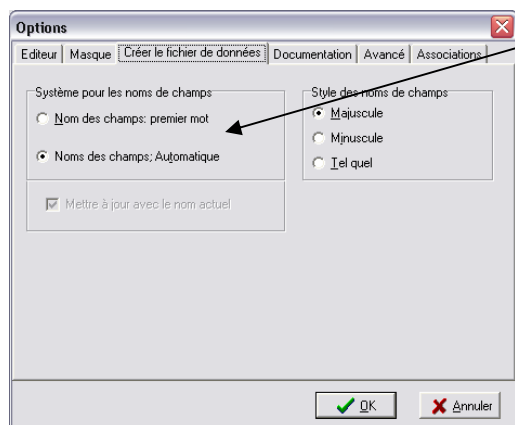 Options
Editeur Masque Créer le fichier de données Documentation Avancé Associations
Système pour les noms de champs
Nom des champs: premier mot
Noms des champs; Automatique
Mettre à jour avec le nom actuel
Style des noms de champs
Majuscule
Minuscule
Tel quel
OK Annuler